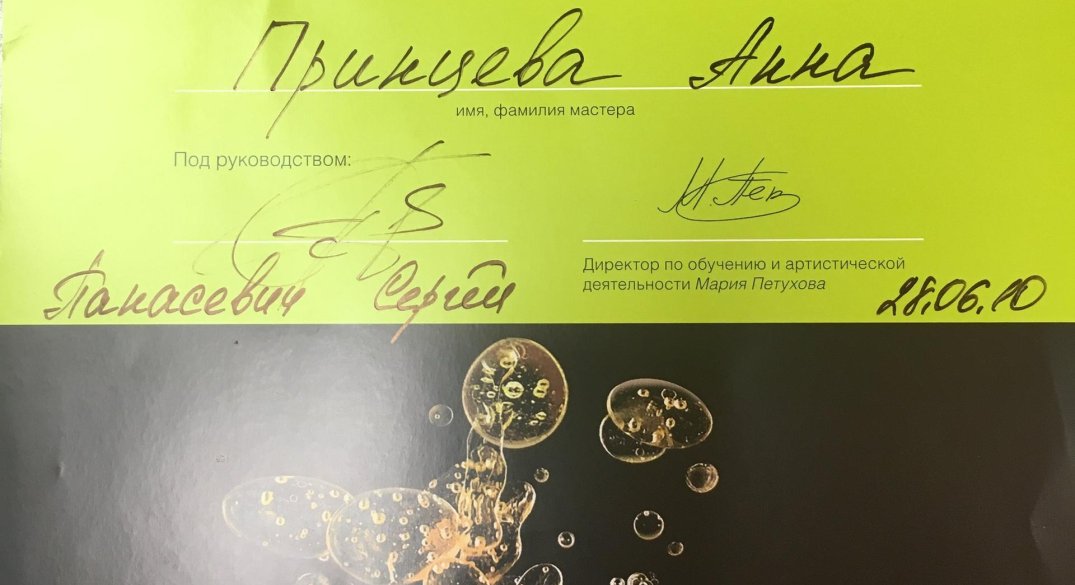 Принцева Анна
имя, фамилия мастера
Под руководством:
Панасевич Сергей
Директор по обучению и артистической
деятельности Мария Петухова
28.06.10